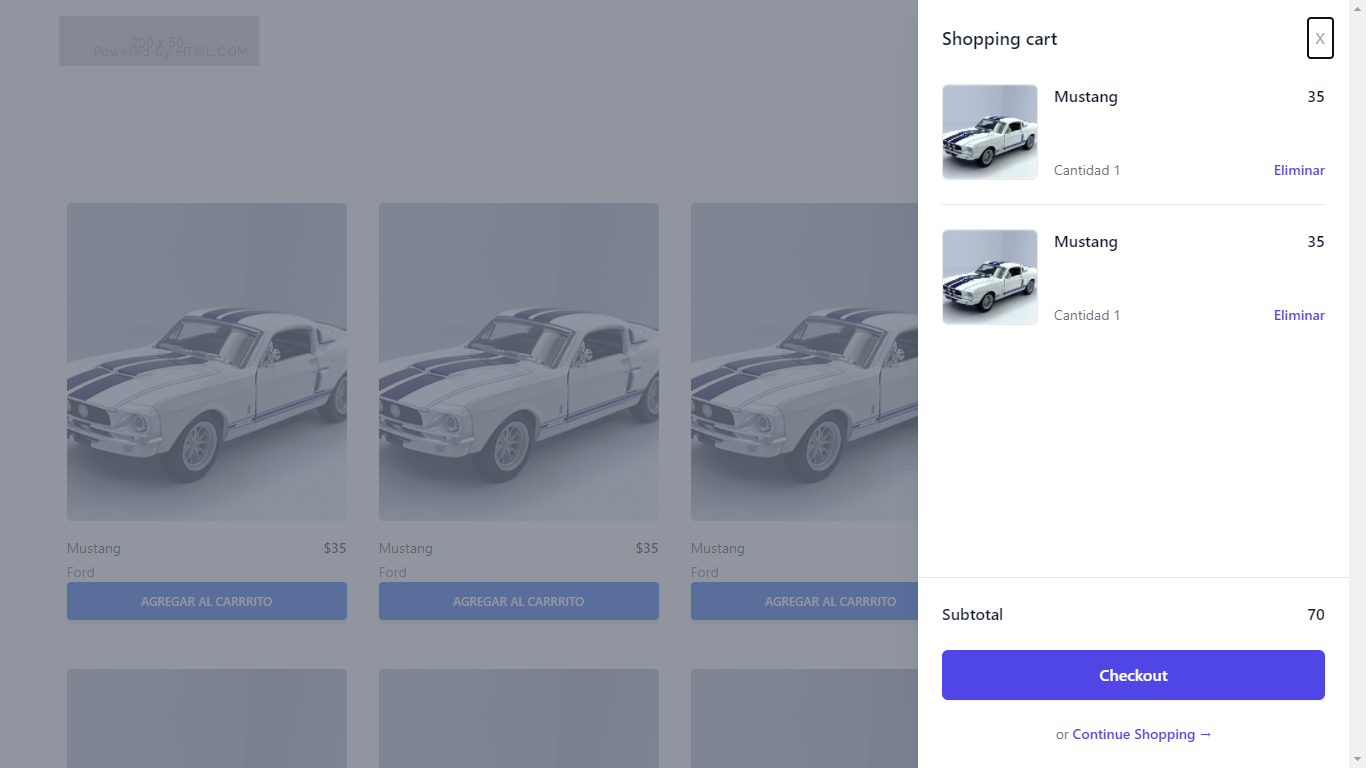 200 x 50
Powered by HTML.COM
Shopping cart
X
Mustang 35
Cantidad 1 Eliminar
Mustang 35
Cantidad 1 Eliminar
Mustang $35
Ford
AGREGAR AL CARRRITO
Mustang $35
Ford
AGREGAR AL CARRRITO
Mustang
Ford
AGREGAR AL CARRRITO
Subtotal 70
Checkout
or Continue Shopping →